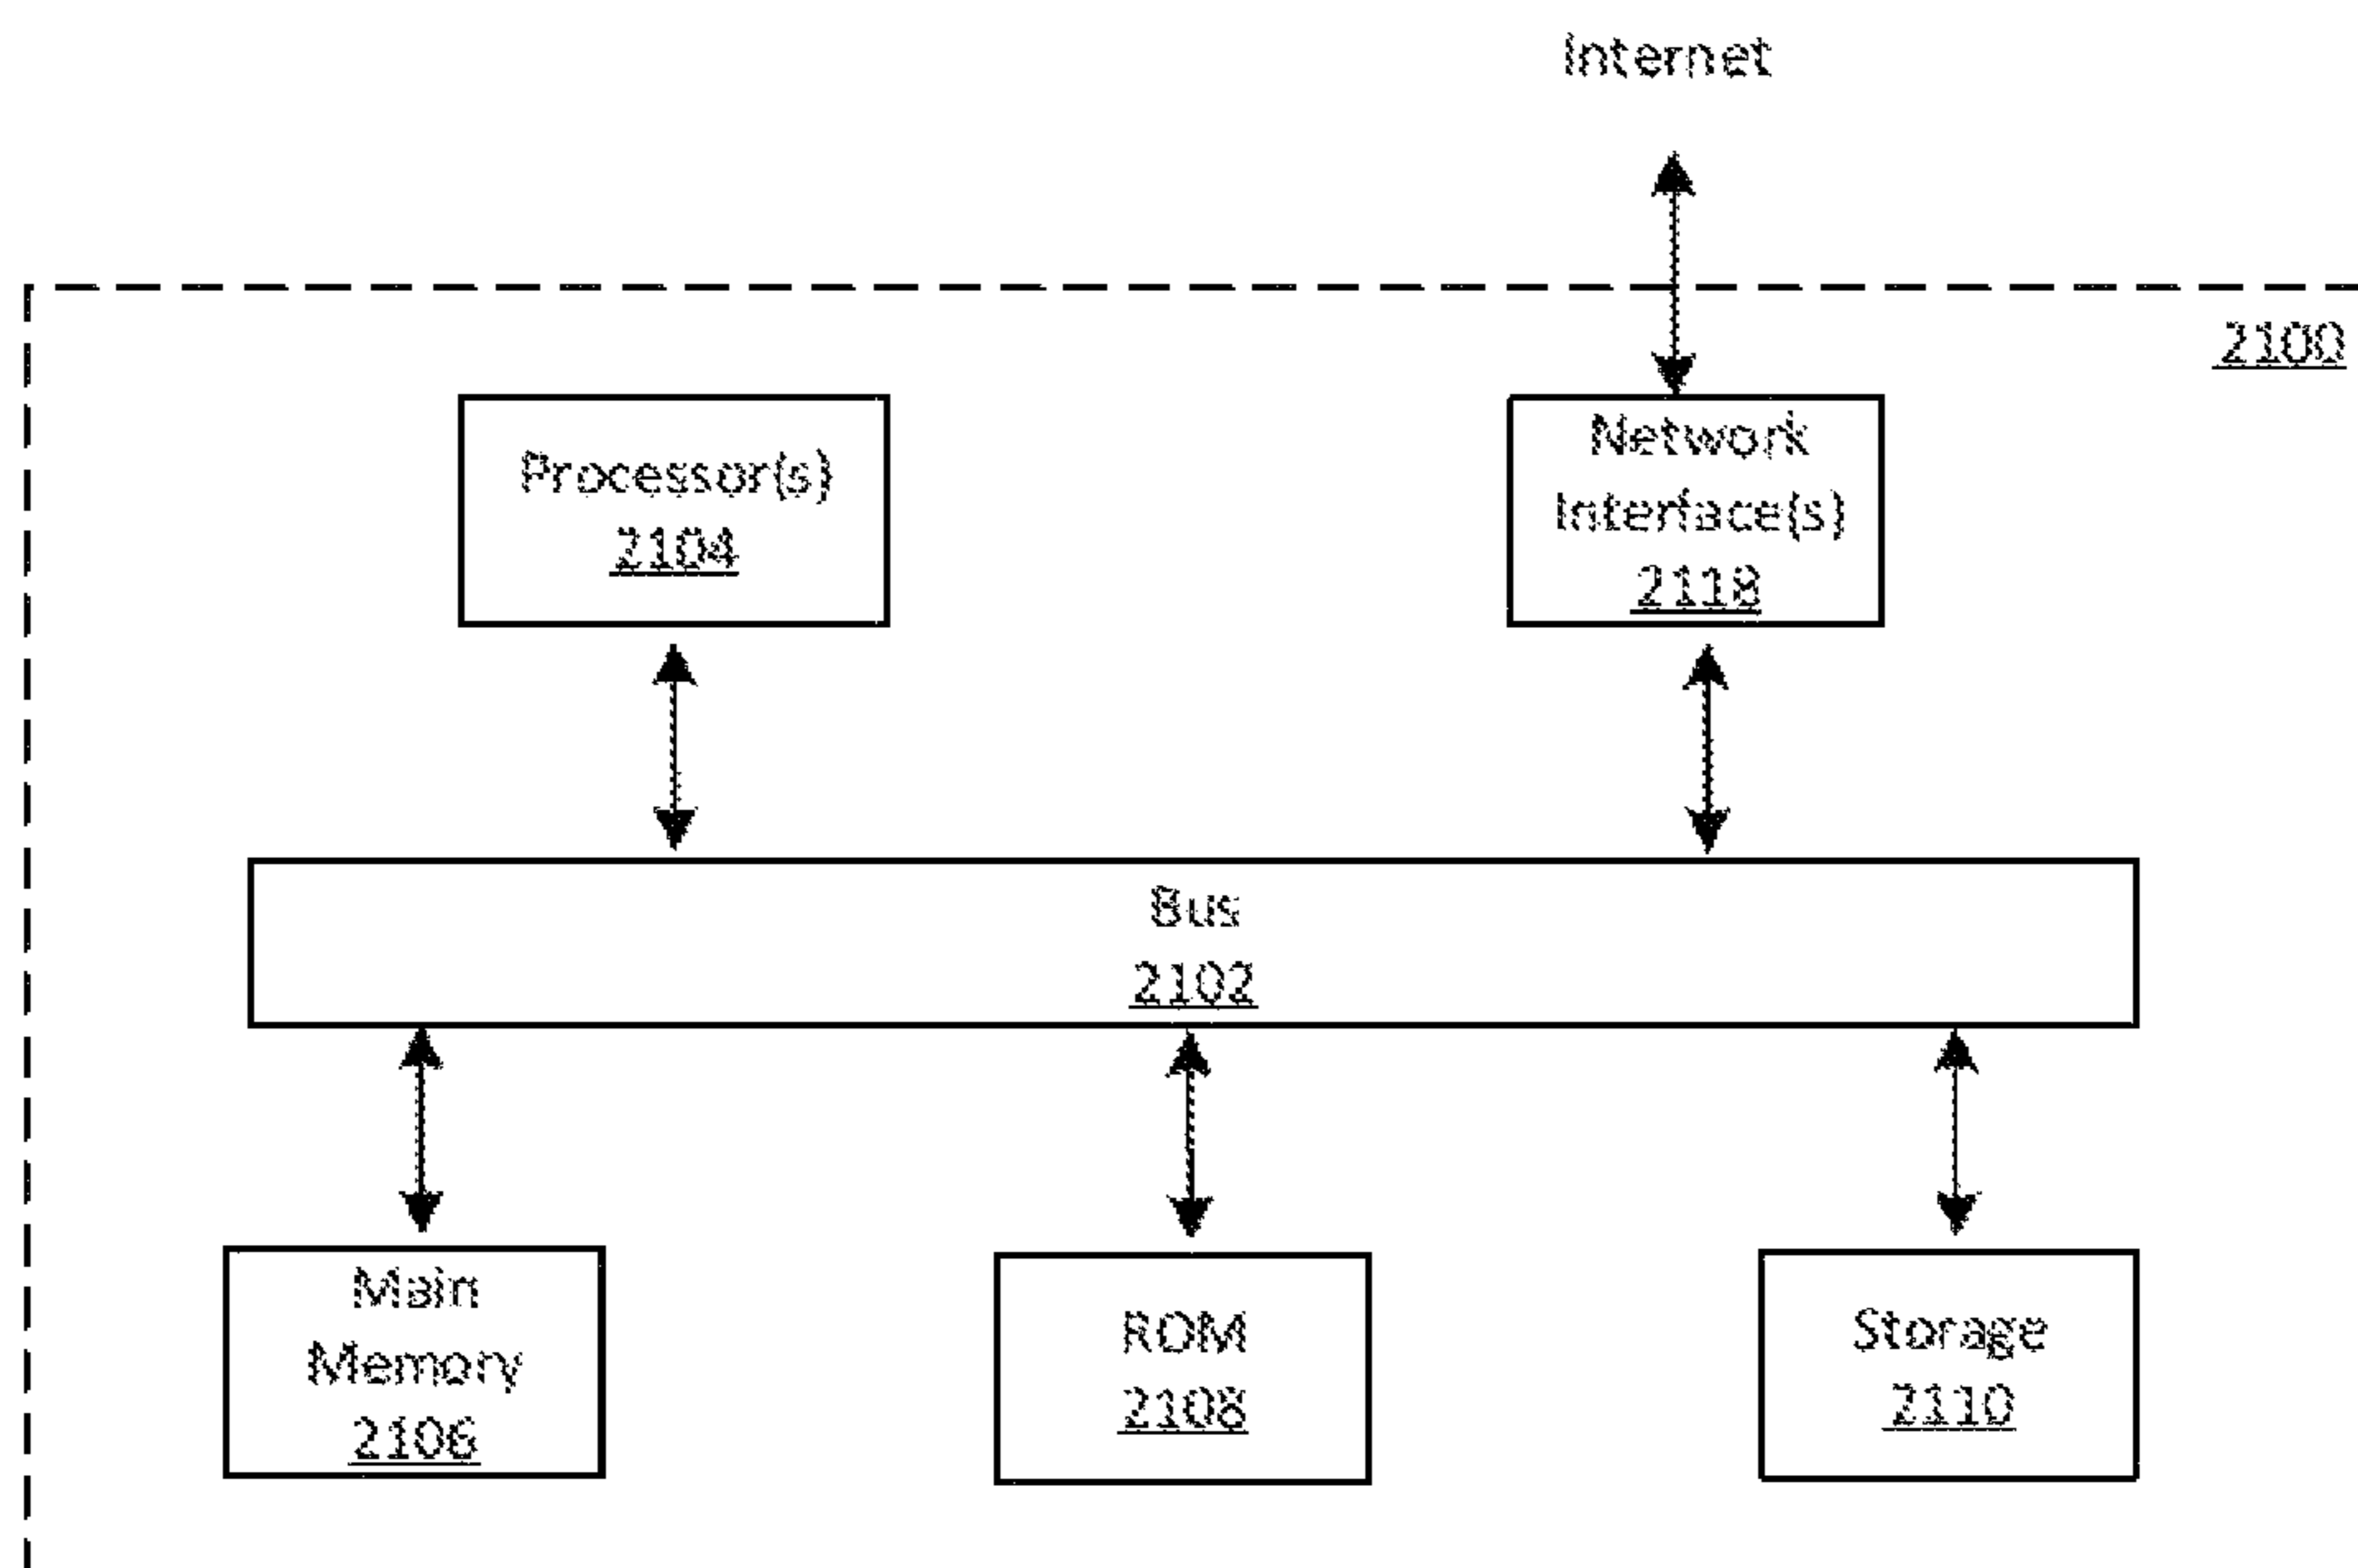 Internet
2100
Processor(s)
2104
Network
Interface(s)
2118
Bus
2102
Main
Memory
2106
ROM
2108
Storage
2110